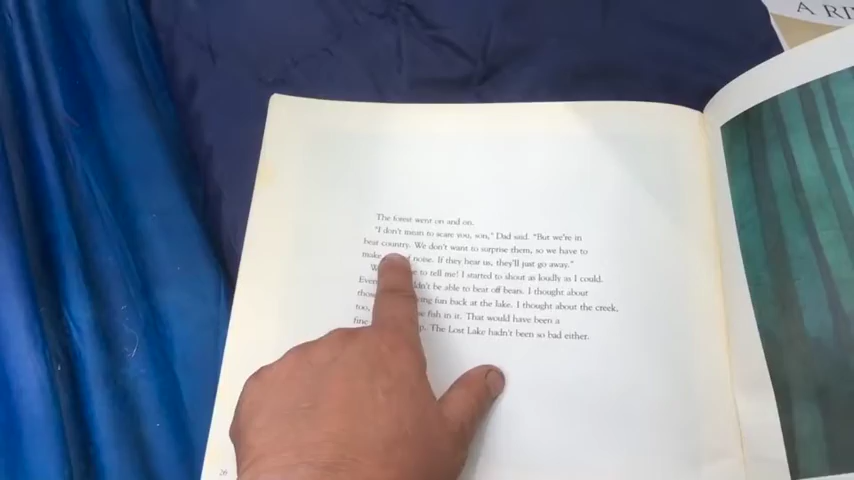 A RI
The forest went on and on.
"I don't mean to scare you, son," Dad said. "But we're in
bear country. We don't want to surprise them, so we have to
make of noise. If they hear us, they'll just go away."
to tell me! I started to shout as loudly as I could.
Even be able to beat off bears. I thought about
fun back at the lake. I thought about the creek,
too, fish in it. That would have been a
fine The Lost Lake hadn't been so bad either.
26